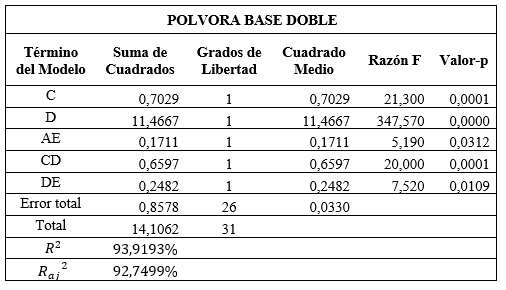 POLVORA BASE DOBLE
Término del Modelo Suma de Cuadrados Grados de Libertad Cuadrado Medio Razón F Valor-p
C 0,7029 1 0,7029 21,300 0,0001
D 11,4667 1 11,4667 347,570 0,0000
AE 0,1711 1 0,1711 5,190 0,0312
CD 0,6597 1 0,6597 20,000 0,0001
DE 0,2482 1 0,2482 7,520 0,0109
Error total 0,8578 26 0,0330
Total 14,1062 31
R² 93,9193%
Raj² 92,7499%